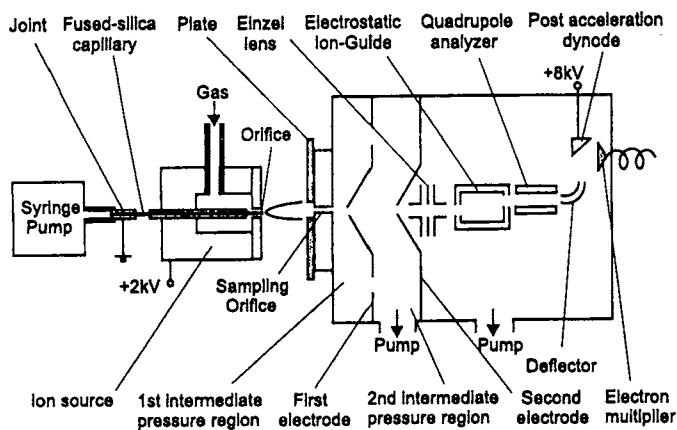 Joint
Fused-silica
capillary
Plate
Einzel
lens
Electrostatic
Ion-Guide
Quadrupole
analyzer
Post acceleration
dynode
+8kV
Gas
Orifice
Syringe
Pump
+2kV
Sampling
Orifice
Pump
Pump
Deflector
Ion source
1st intermediate
pressure region
First
electrode
2nd intermediate
pressure region
Second
electrode
Electron
multiplier